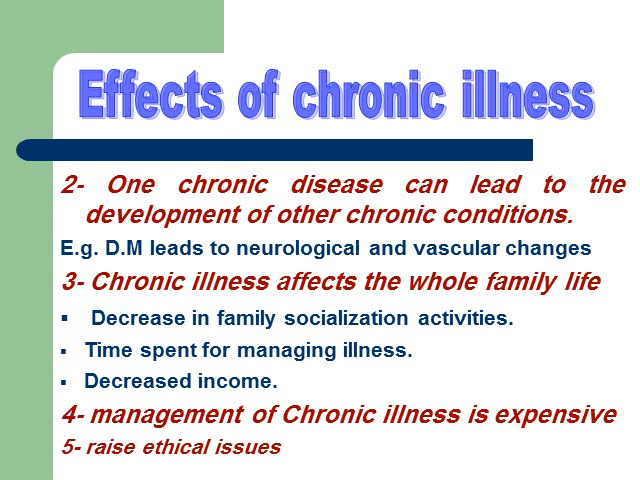 Effects of chronic illness
2- One chronic disease can lead to the
development of other chronic conditions.
E.g. D.M leads to neurological and vascular changes
3- Chronic illness affects the whole family life
▪ Decrease in family socialization activities.
▪ Time spent for managing illness.
▪ Decreased income.
4- management of Chronic illness is expensive
5- raise ethical issues